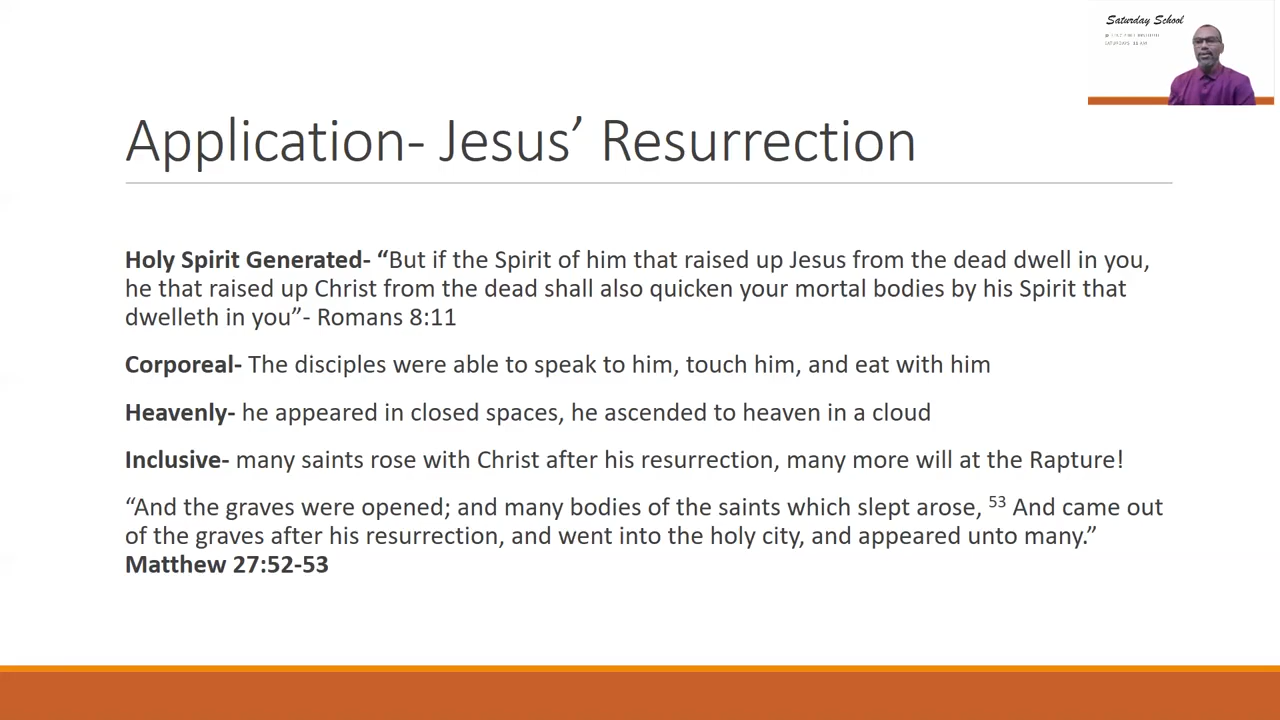 Saturday School
SATURDAYS 10 AM
Application- Jesus’ Resurrection
Holy Spirit Generated- “But if the Spirit of him that raised up Jesus from the dead dwell in you,
he that raised up Christ from the dead shall also quicken your mortal bodies by his Spirit that
dwelleth in you”- Romans 8:11
Corporeal- The disciples were able to speak to him, touch him, and eat with him
Heavenly- he appeared in closed spaces, he ascended to heaven in a cloud
Inclusive- many saints rose with Christ after his resurrection, many more will at the Rapture!
“And the graves were opened; and many bodies of the saints which slept arose, 53 And came out
of the graves after his resurrection, and went into the holy city, and appeared unto many.”
Matthew 27:52-53